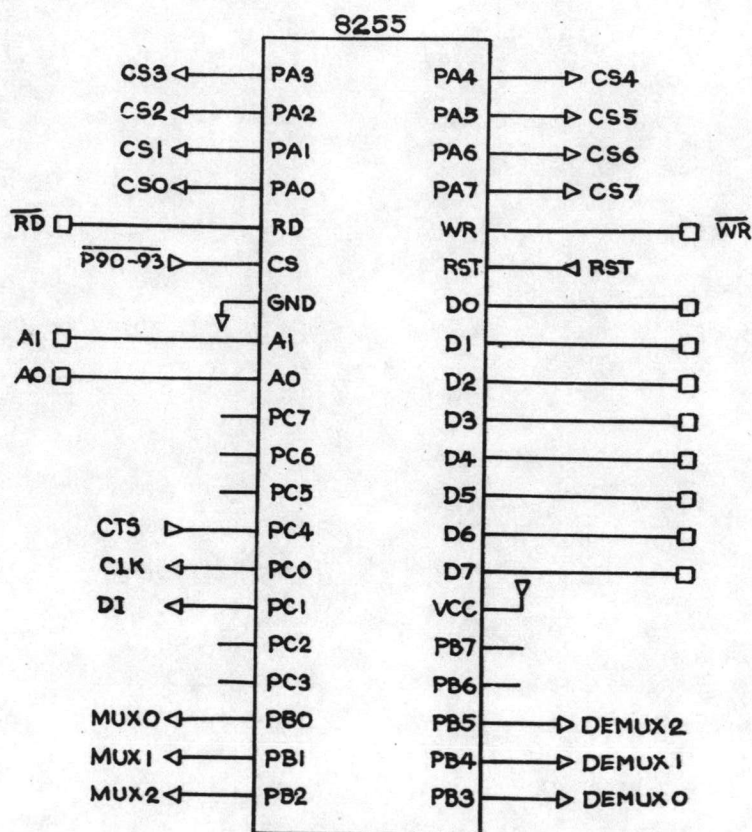 8255
CS3 PA3 PA4 CS4
CS2 PA2 PA5 CS5
CS1 PA1 PA6 CS6
CS0 PA0 PA7 CS7
RD RD WR WR
P90-93 CS RST RST
GND D0
A1 A1 D1
A0 A0 D2
PC7 D3
PC6 D4
PC5 D5
CTS PC4 D6
C1K PC0 D7
DI PC1 VCC
PC2 PB7
PC3 PB6
MUX0 PB0 PB5 DEMUX2
MUX1 PB1 PB4 DEMUX1
MUX2 PB2 PB3 DEMUX0